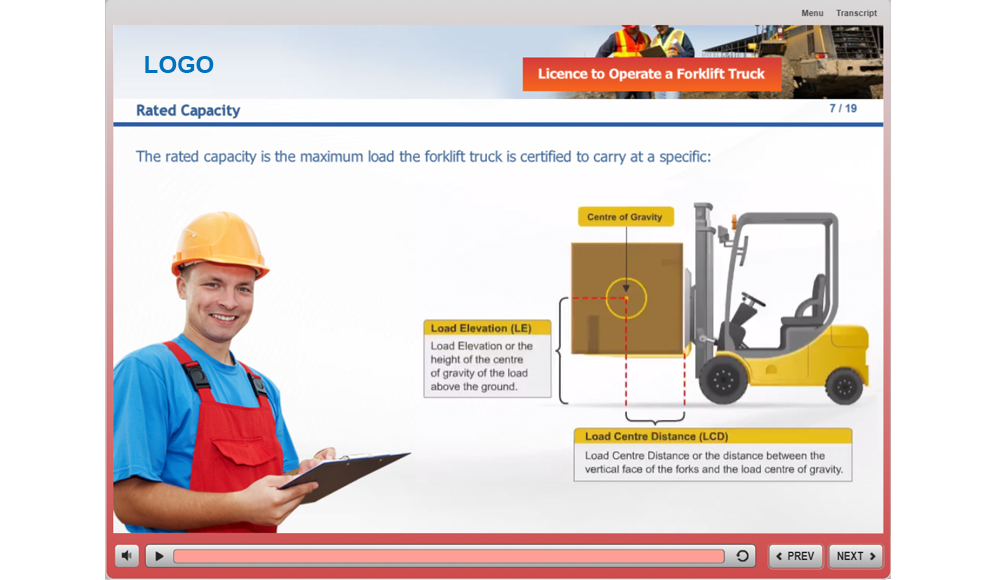 Menu Transcript
LOGO
Licence to Operate a Forklift Truck
Rated Capacity
7 / 19
The rated capacity is the maximum load the forklift truck is certified to carry at a specific:
Centre of Gravity
Load Elevation (LE)
Load Elevation or the
height of the centre
of gravity of the load
above the ground.
Load Centre Distance (LCD)
Load Centre Distance or the distance between the
vertical face of the forks and the load centre of gravity.
PREV NEXT